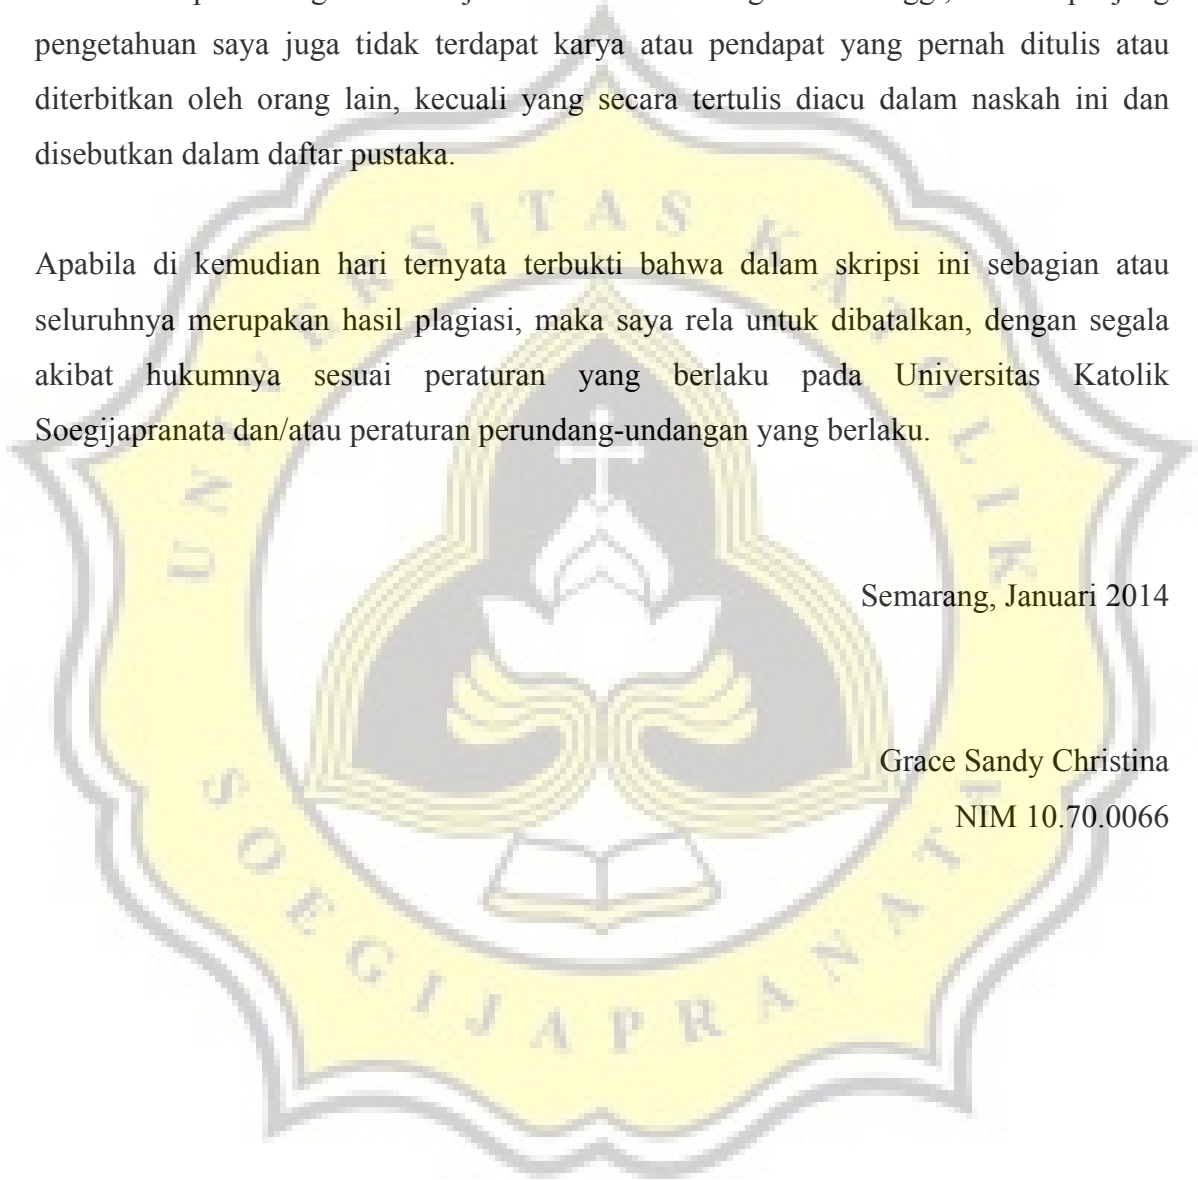 pengetahuan saya juga tidak terdapat karya atau pendapat yang pernah ditulis atau
diterbitkan oleh orang lain, kecuali yang secara tertulis diacu dalam naskah ini dan
disebutkan dalam daftar pustaka.
Apabila di kemudian hari ternyata terbukti bahwa dalam skripsi ini sebagian atau
seluruhnya merupakan hasil plagiasi, maka saya rela untuk dibatalkan, dengan segala
akibat hukumnya sesuai peraturan yang berlaku pada Universitas Katolik
Soegijapranata dan/atau peraturan perundang-undangan yang berlaku.
Semarang, Januari 2014
Grace Sandy Christina
NIM 10.70.0066
UNIVERSITAS KATOLIK
SOEGIJAPRANATA